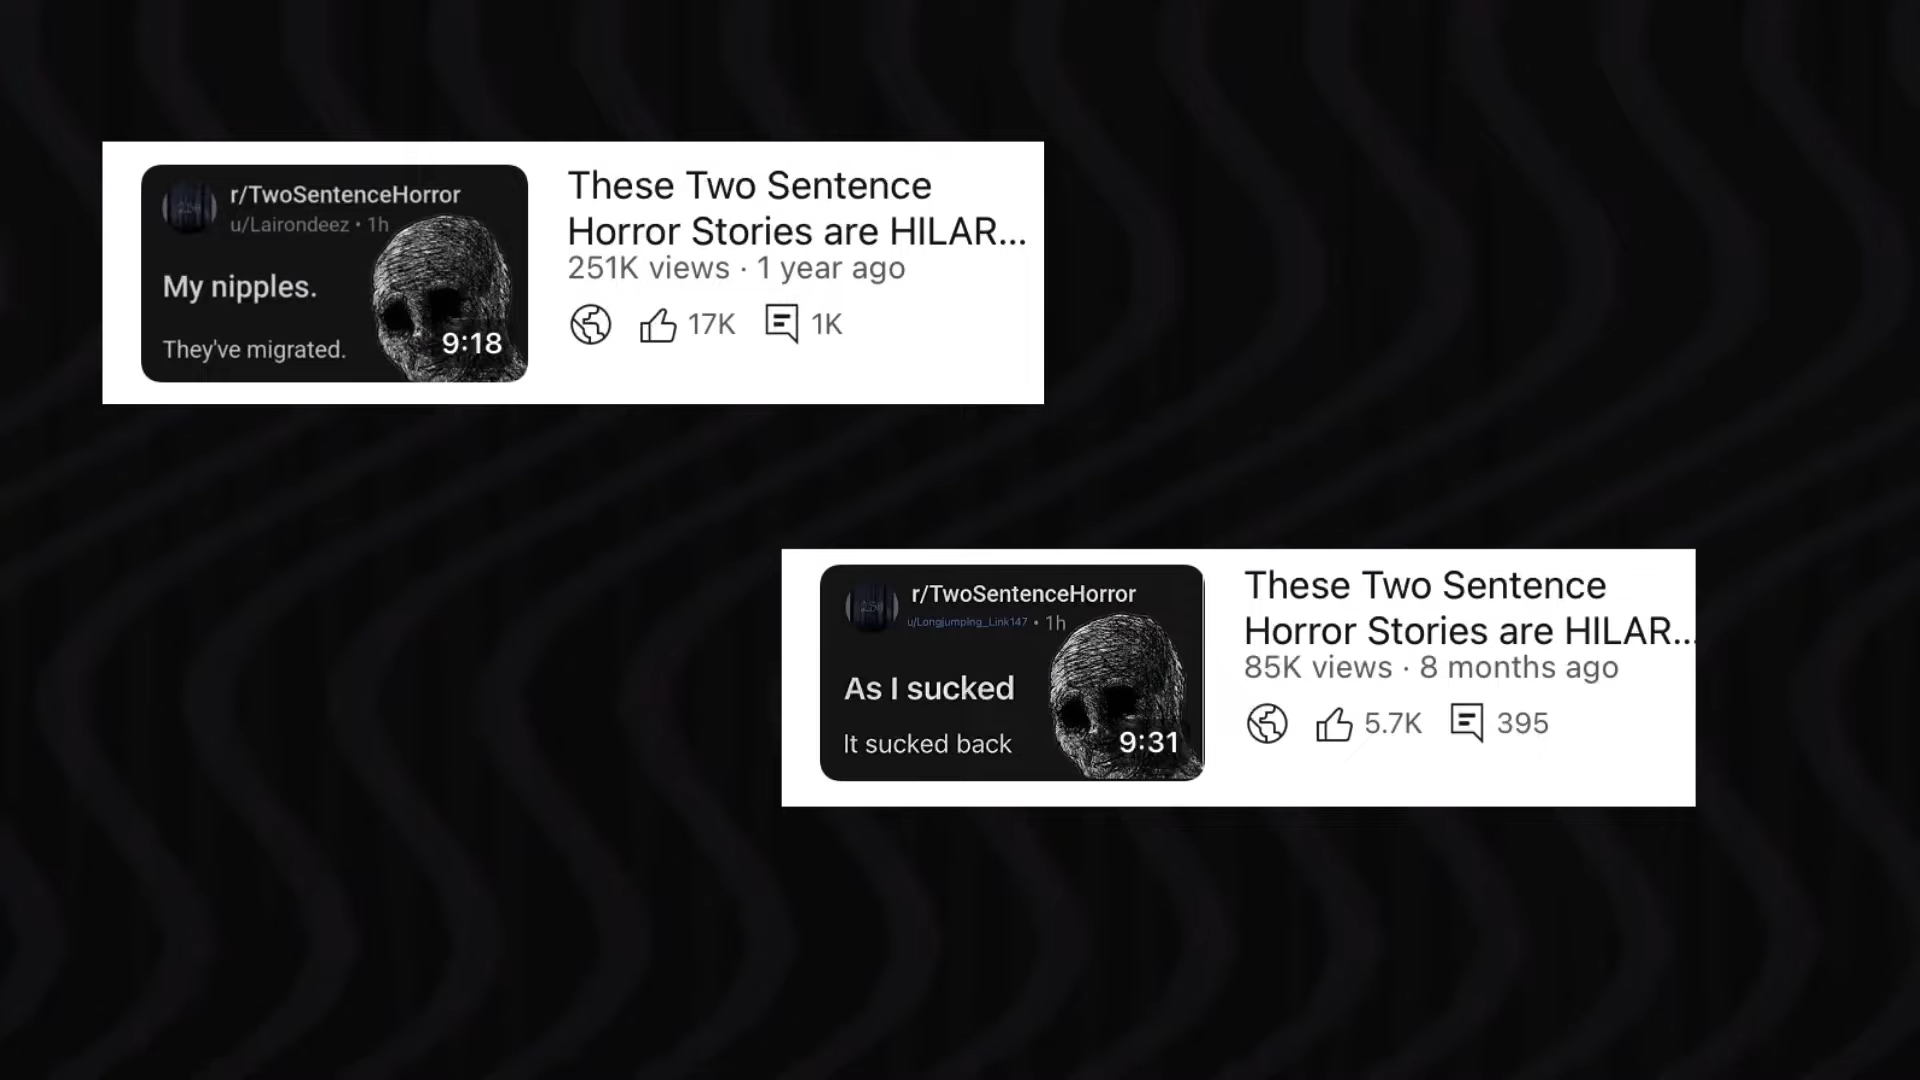 r/TwoSentenceHorror
u/Lairondeez • 1h
My nipples.
They've migrated.
9:18
These Two Sentence
Horror Stories are HILAR...
251K views · 1 year ago
17K 1K
r/TwoSentenceHorror
u/Longjumping_Link147 • 1h
As I sucked
It sucked back
9:31
These Two Sentence
Horror Stories are HILAR...
85K views · 8 months ago
5.7K 395